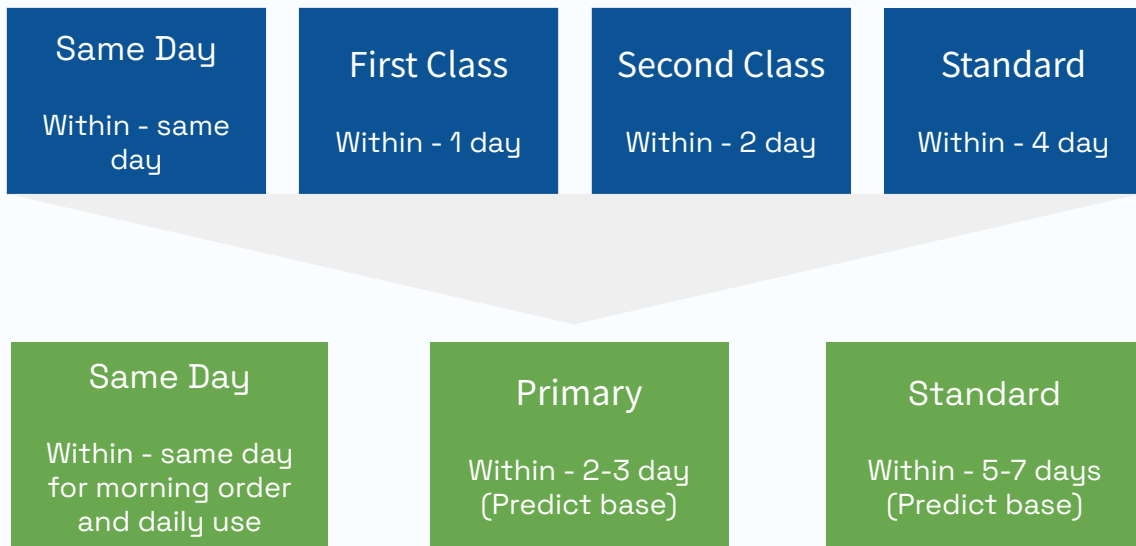 Same Day
Within - same
day
First Class
Within - 1 day
Second Class
Within - 2 day
Standard
Within - 4 day
Same Day
Within - same day
for morning order
and daily use
Primary
Within - 2-3 day
(Predict base)
Standard
Within - 5-7 days
(Predict base)